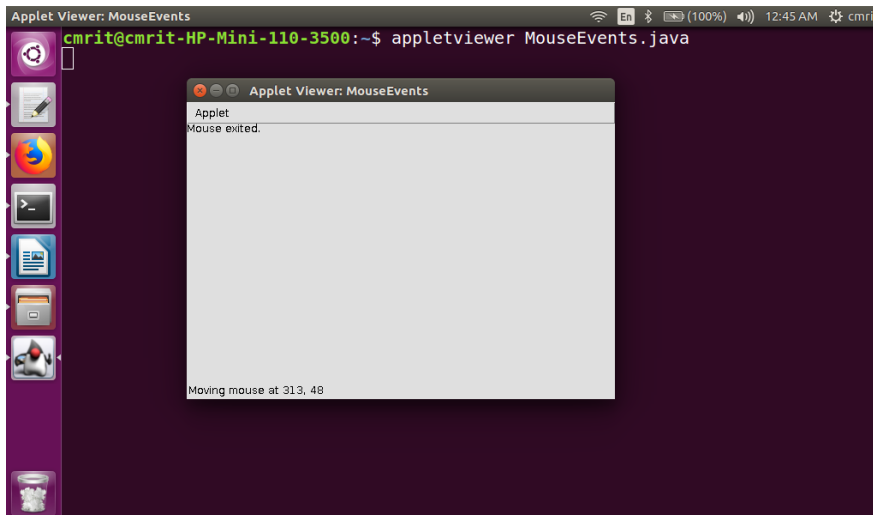 Applet Viewer: MouseEvents En (100%) 12:45 AM cmri
cmrit@cmrit-HP-Mini-110-3500:~$ appletviewer MouseEvents.java
Applet Viewer: MouseEvents
Applet
Mouse exited.
>_
Moving mouse at 313, 48